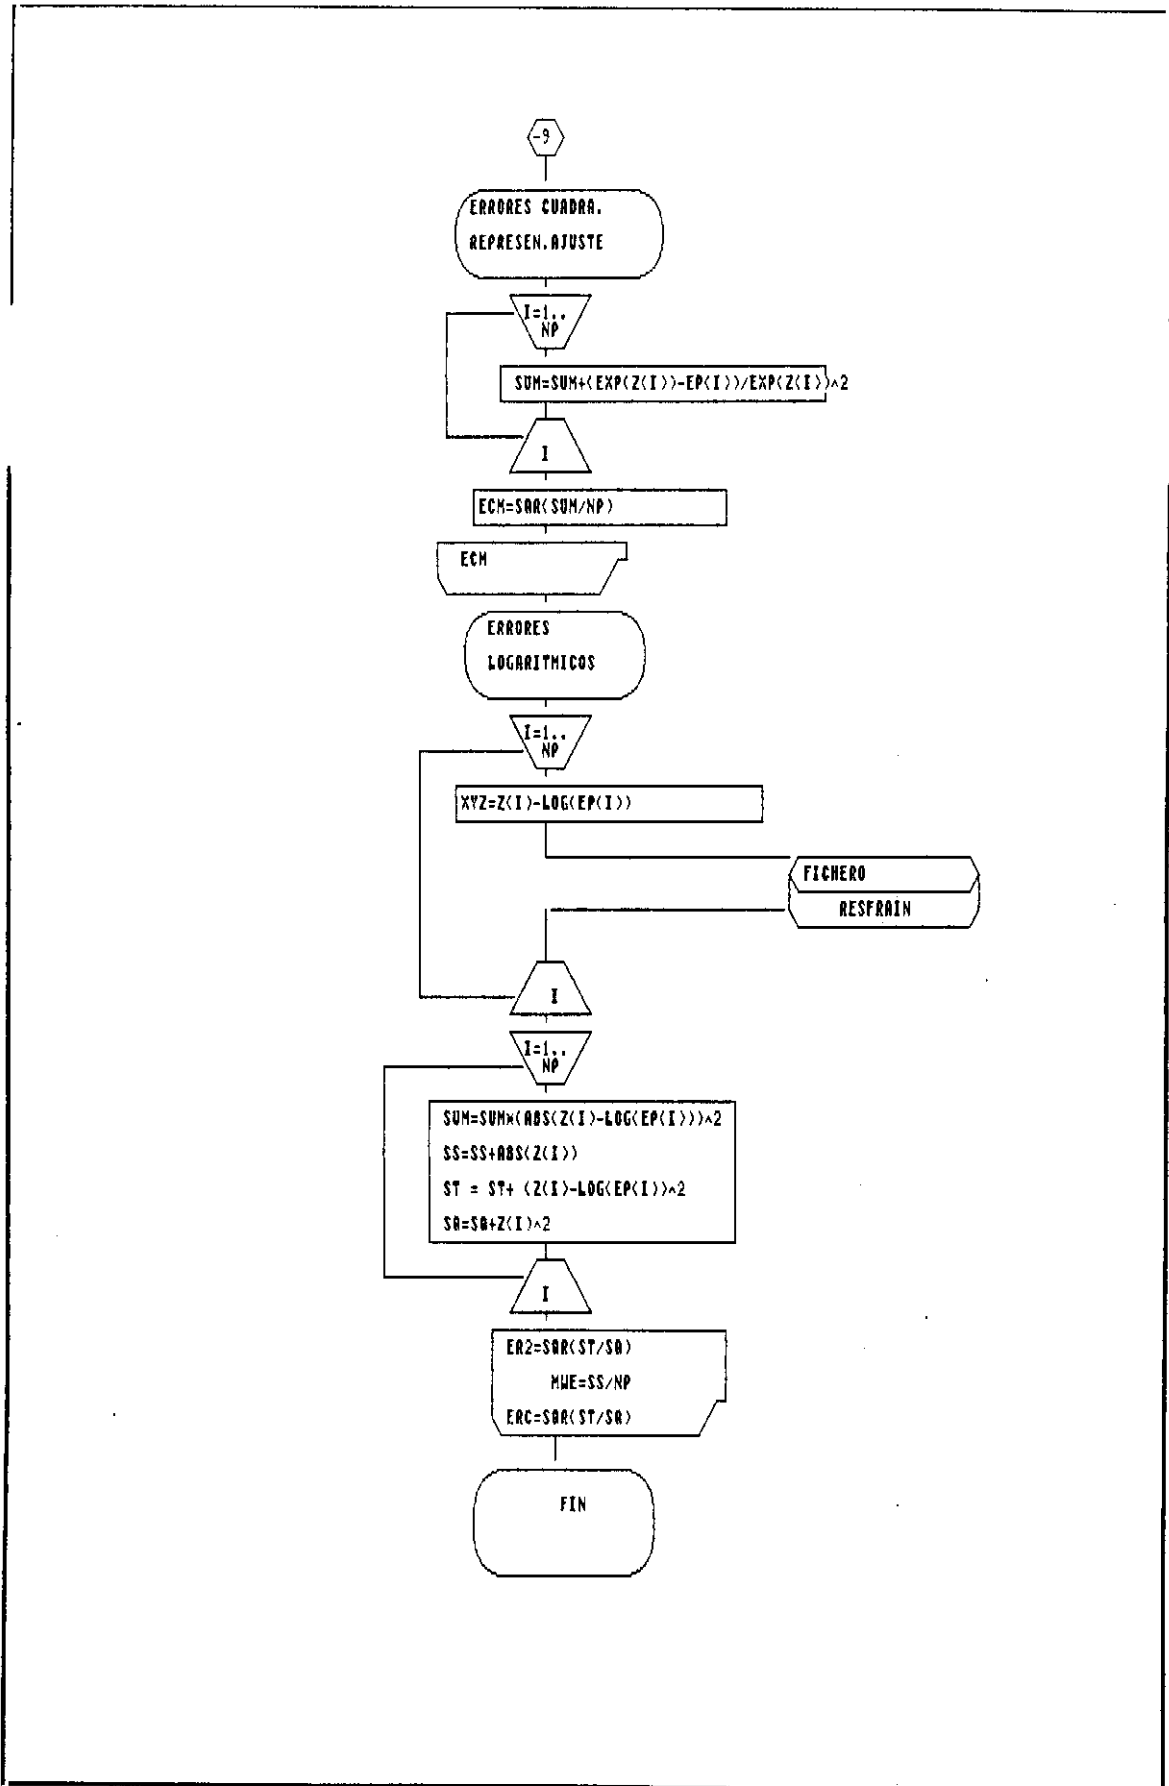 -9
ERRORES CUADRA.
REPRESEN.AJUSTE
I=1..
NP
SUM=SUM+(EXP(Z(I))-EP(I))/EXP(Z(I))^2
I
ECM=SQR(SUM/NP)
ECM
ERRORES
LOGARITMICOS
I=1..
NP
XYZ=Z(I)-LOG(EP(I))
FICHERO
RESFRAIN
I
I=1..
NP
SUM=SUM*(ABS(Z(I)-LOG(EP(I)))^2
SS=SS+ABS(Z(I))
ST = ST+ (Z(I)-LOG(EP(I))^2
SQ=SQ+Z(I)^2
I
ER2=SQR(ST/SQ)
MWE=SS/NP
ERC=SQR(ST/SQ)
FIN